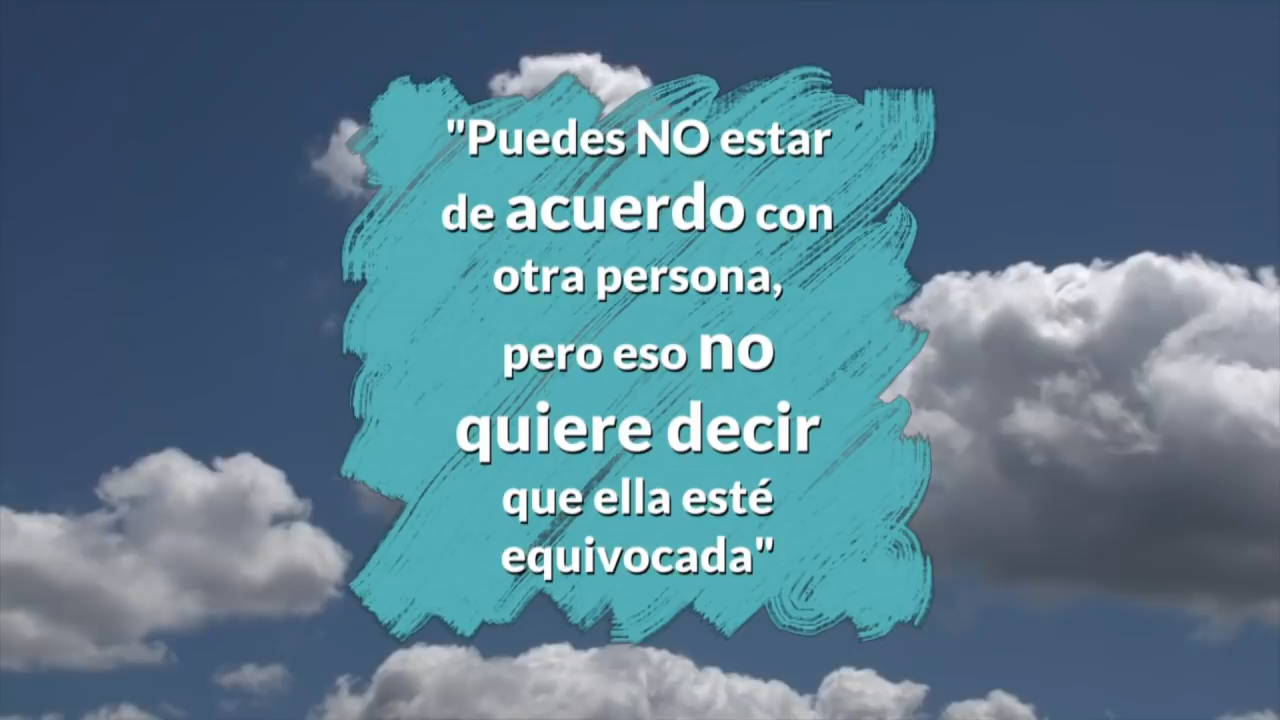 "Puedes NO estar
de acuerdo con
otra persona,
pero eso no
quiere decir
que ella esté
equivocada"